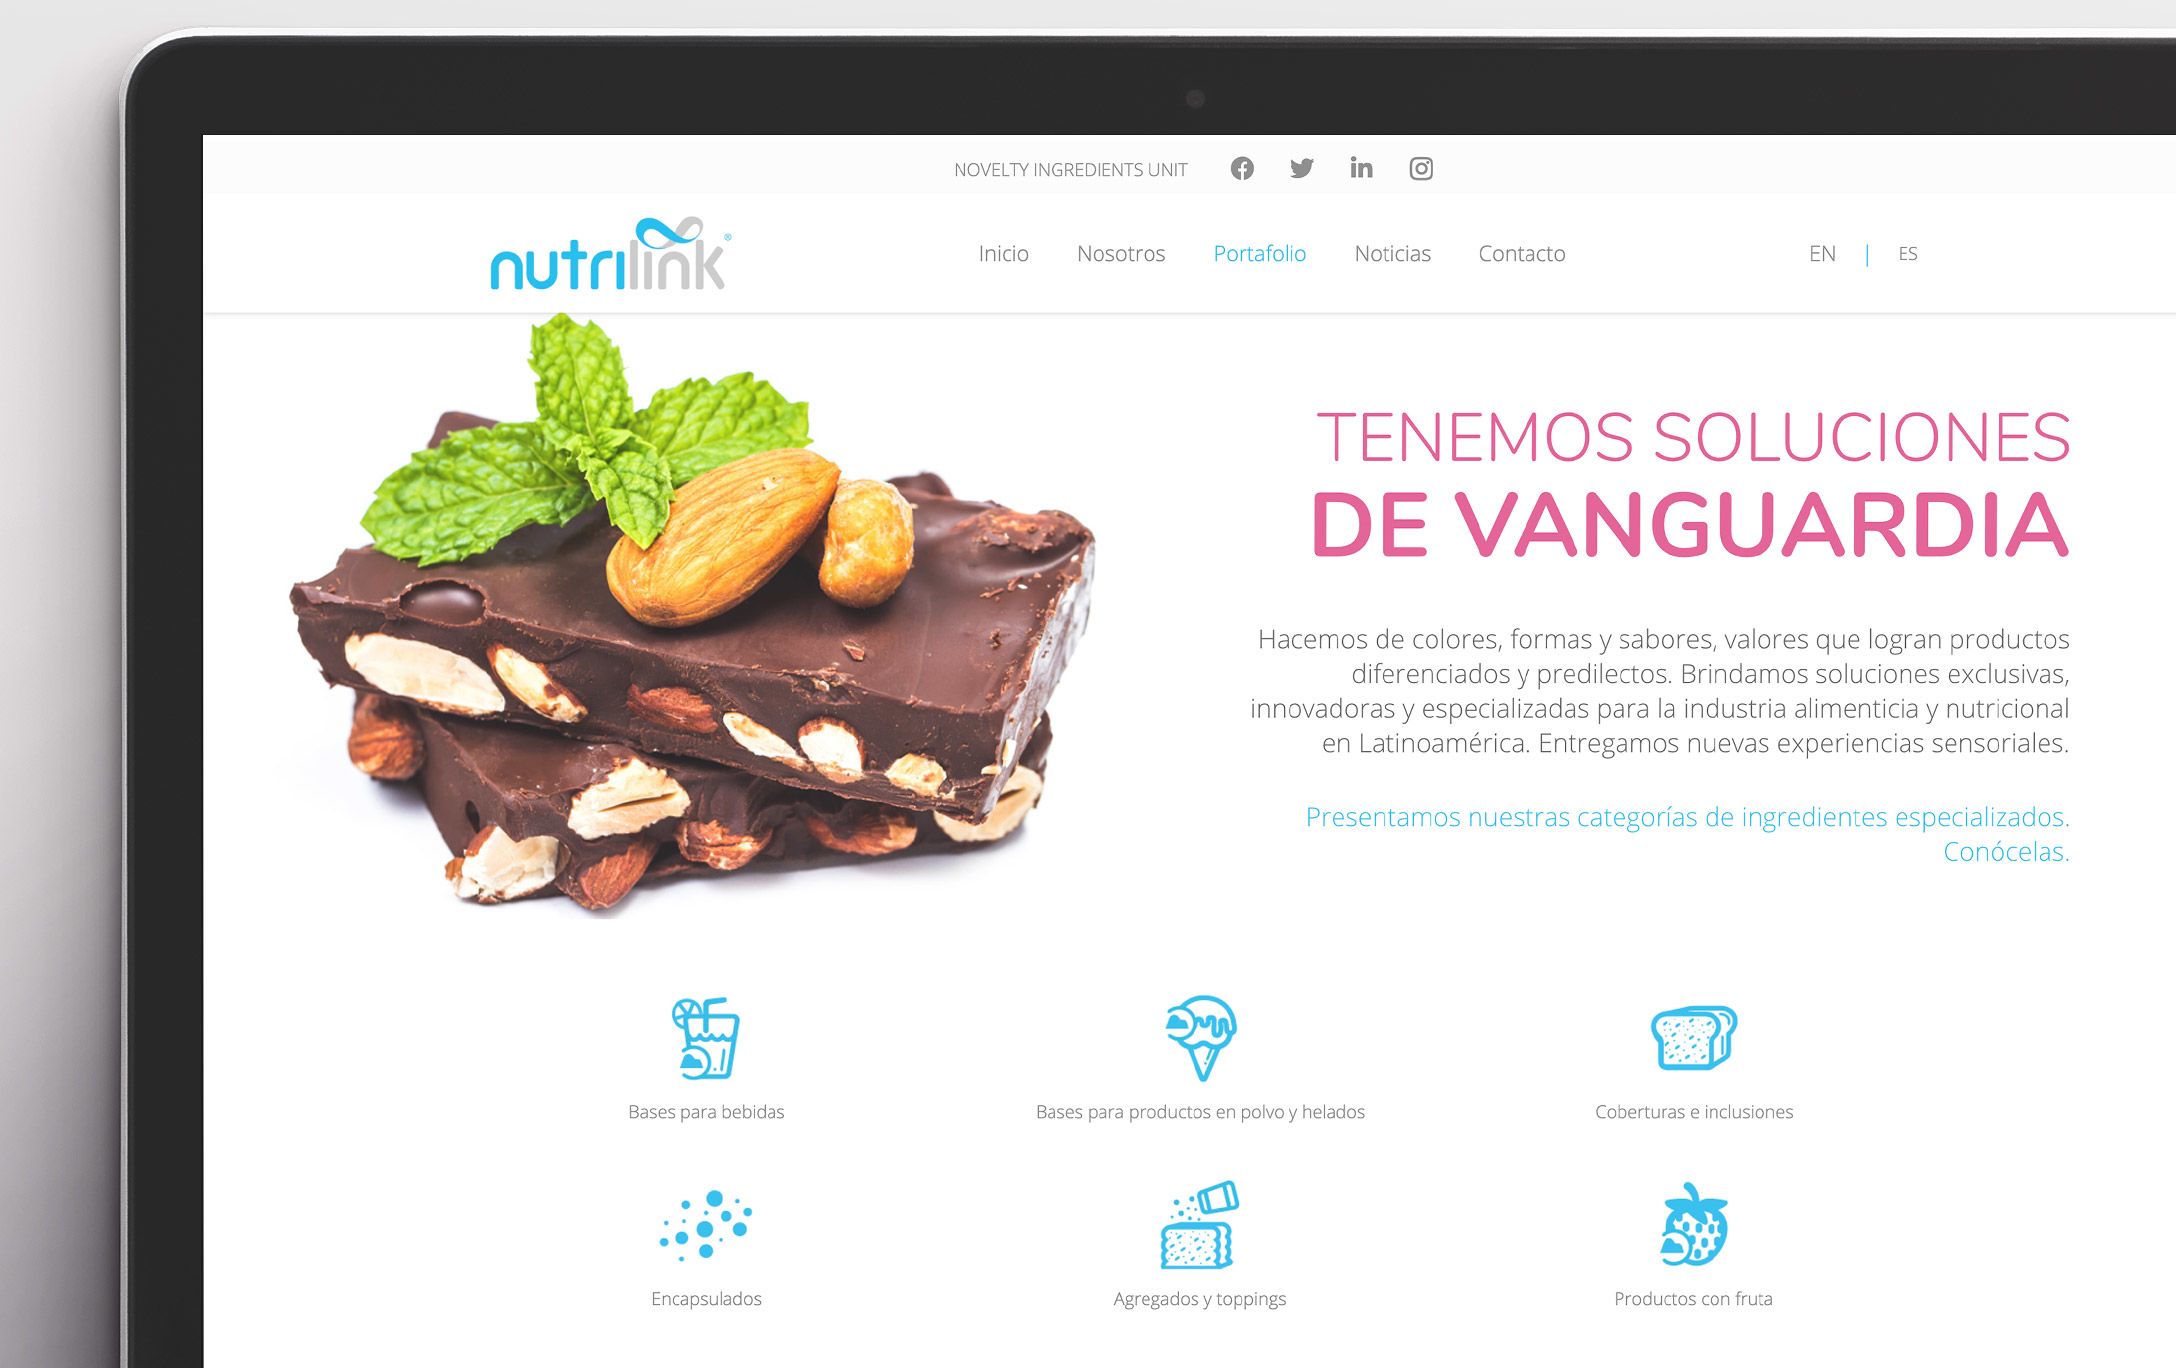 NOVELTY INGREDIENTS UNIT
nutrilink®
Inicio Nosotros Portafolio Noticias Contacto
EN | ES
TENEMOS SOLUCIONES
DE VANGUARDIA
Hacemos de colores, formas y sabores, valores que logran productos
diferenciados y predilectos. Brindamos soluciones exclusivas,
innovadoras y especializadas para la industria alimenticia y nutricional
en Latinoamérica. Entregamos nuevas experiencias sensoriales.
Presentamos nuestras categorías de ingredientes especializados.
Conócelas.
Bases para bebidas
Bases para productos en polvo y helados
Coberturas e inclusiones
Encapsulados
Agregados y toppings
Productos con fruta